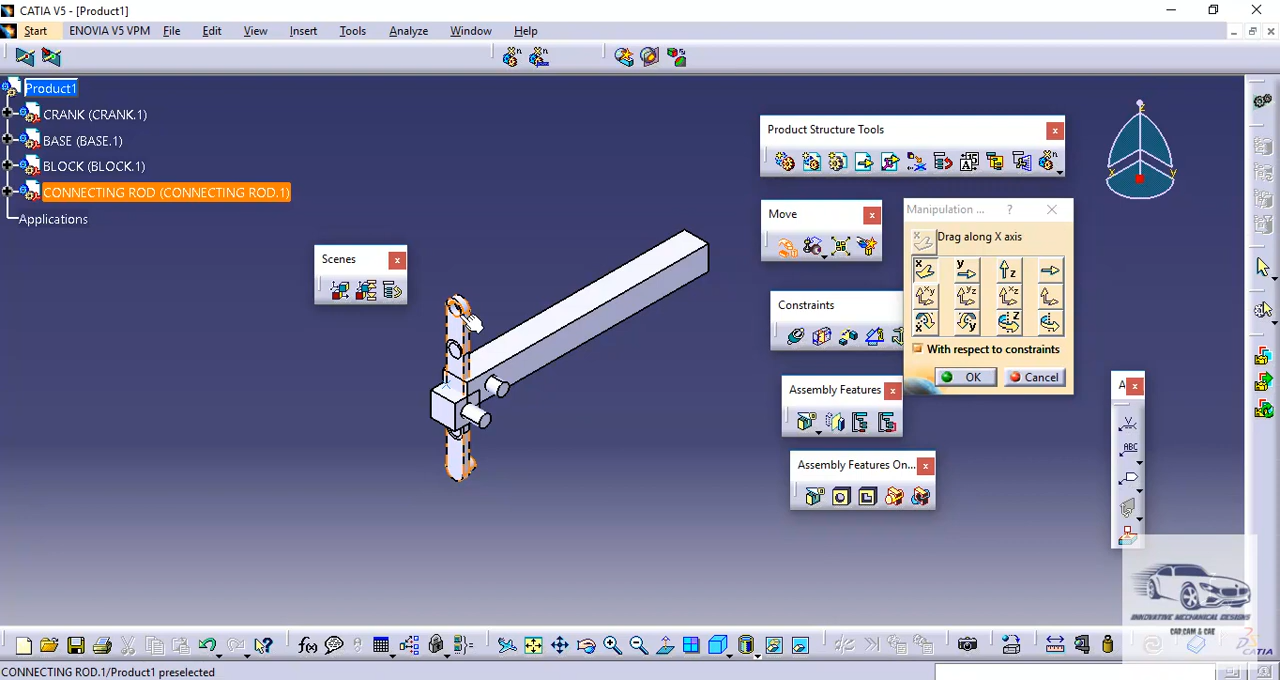 CATIA V5 - [Product1]
Start ENOVIA V5 VPM File Edit View Insert Tools Analyze Window Help
Product1
CRANK (CRANK.1)
BASE (BASE.1)
BLOCK (BLOCK.1)
CONNECTING ROD (CONNECTING ROD.1)
Applications
Scenes
Product Structure Tools
Move
Manipulation ...
Drag along X axis
With respect to constraints
OK Cancel
Constraints
Assembly Features
Assembly Features On...
A
ABC
INNOVATIVE MECHANICAL DESIGNS
CAR CAM & CAE
CATIA
CONNECTING ROD.1/Product1 preselected